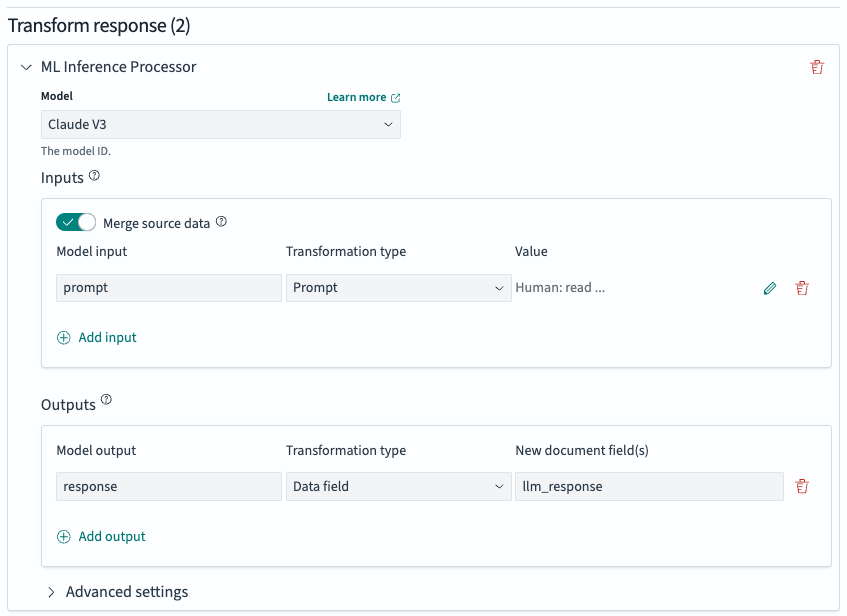 Transform response (2)
ML Inference Processor
Model Learn more
Claude V3
The model ID.
Inputs
Merge source data
Model input Transformation type Value
prompt Prompt Human: read ...
Add input
Outputs
Model output Transformation type New document field(s)
response Data field llm_response
Add output
Advanced settings